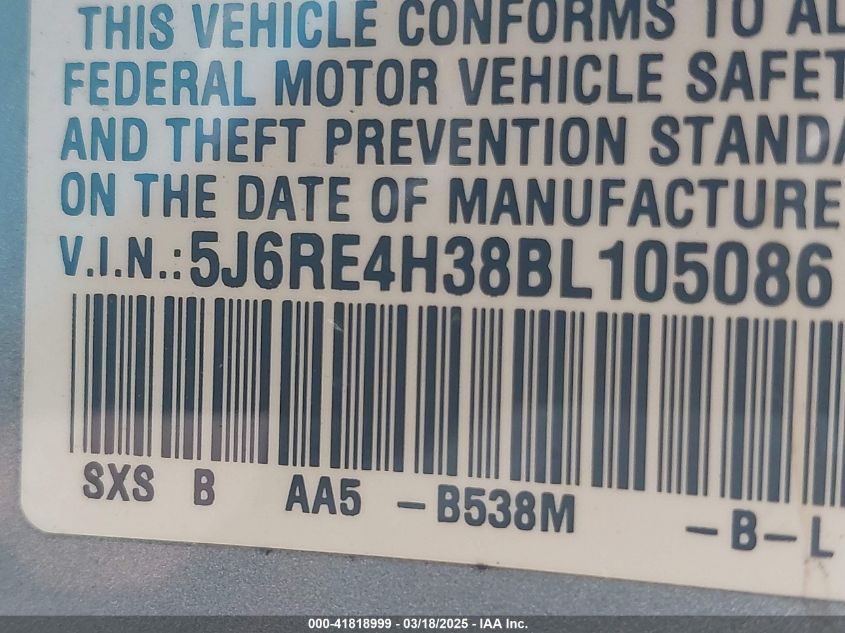 THIS VEHICLE CONFORMS TO AL
FEDERAL MOTOR VEHICLE SAFET
AND THEFT PREVENTION STANDA
ON THE DATE OF MANUFACTURE
V.I.N.: 5J6RE4H38BL105086
SXS B AA5 -B538M -B-L
000-41818999 — 03/18/2025 — IAA Inc.